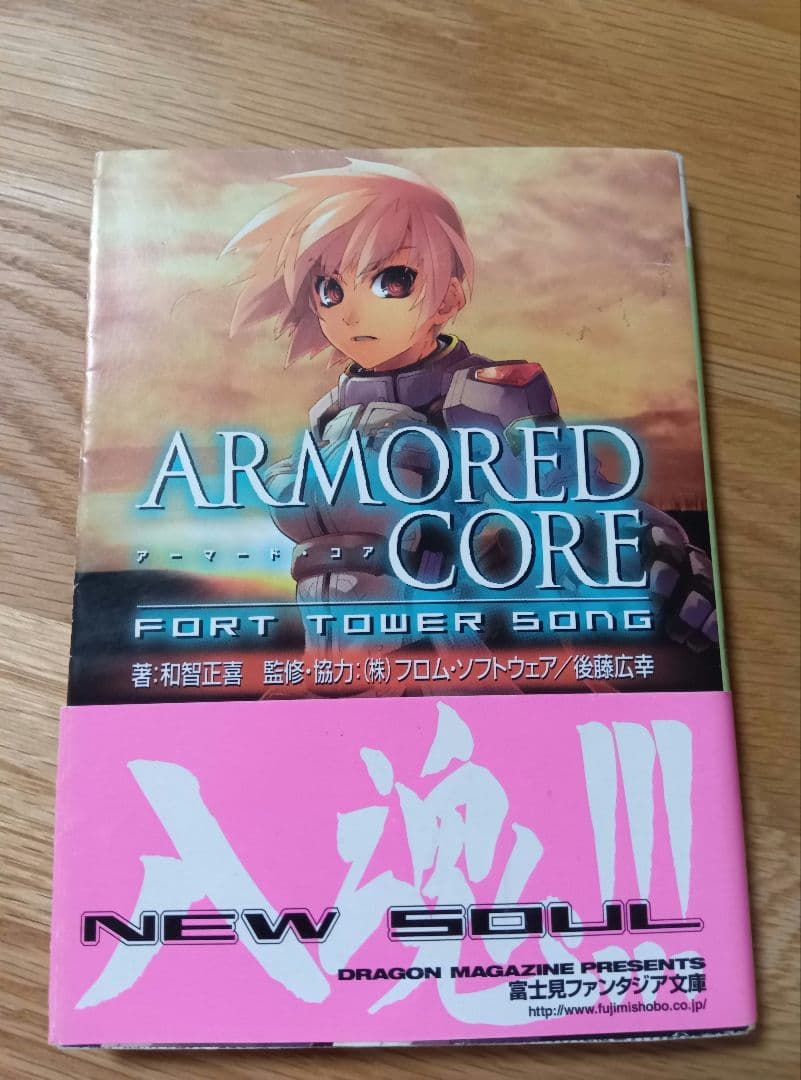 ARMORED
アーマード・コア
CORE
FORT TOWER SONG
著:和智正喜 監修・協力:(株)フロム・ソフトウェア/後藤広幸
入魂!!!
NEW SOUL
DRAGON MAGAZINE PRESENTS
富士見ファンタジア文庫
http://www.fujimishobo.co.jp/